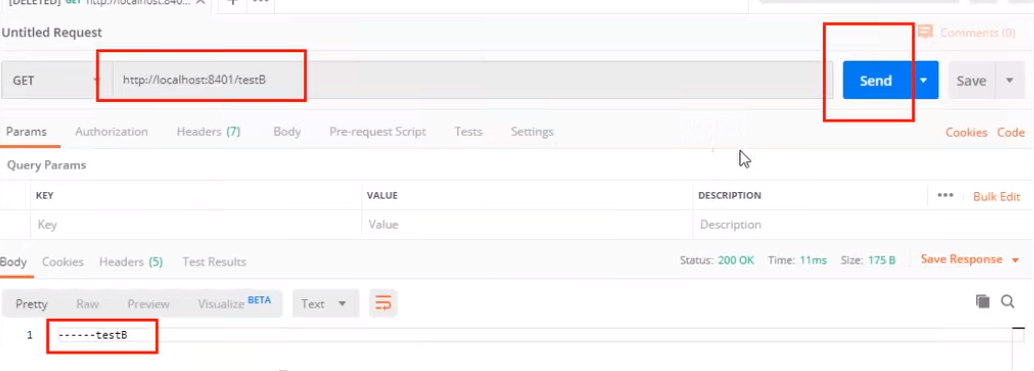 [DELETED] GET http://localhost:840...
Untitled Request
Comments (0)
GET
http://localhost:8401/testB
Send
Save
Params Authorization Headers (7) Body Pre-request Script Tests Settings
Cookies Code
Query Params
KEY VALUE DESCRIPTION
Bulk Edit
Key Value Description
Body Cookies Headers (5) Test Results
Status: 200 OK Time: 11ms Size: 175 B Save Response
Pretty Raw Preview Visualize BETA Text
1 ------testB